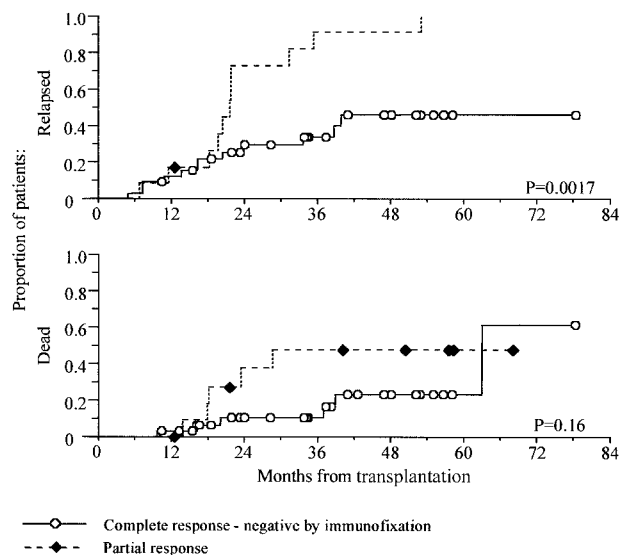 Proportion of patients:
Relapsed
1.0
0.8
0.6
0.4
0.2
0
P=0.0017
0 12 24 36 48 60 72 84
Dead
1.0
0.8
0.6
0.4
0.2
0
P=0.16
0 12 24 36 48 60 72 84
Months from transplantation
Complete response - negative by immunofixation
Partial response